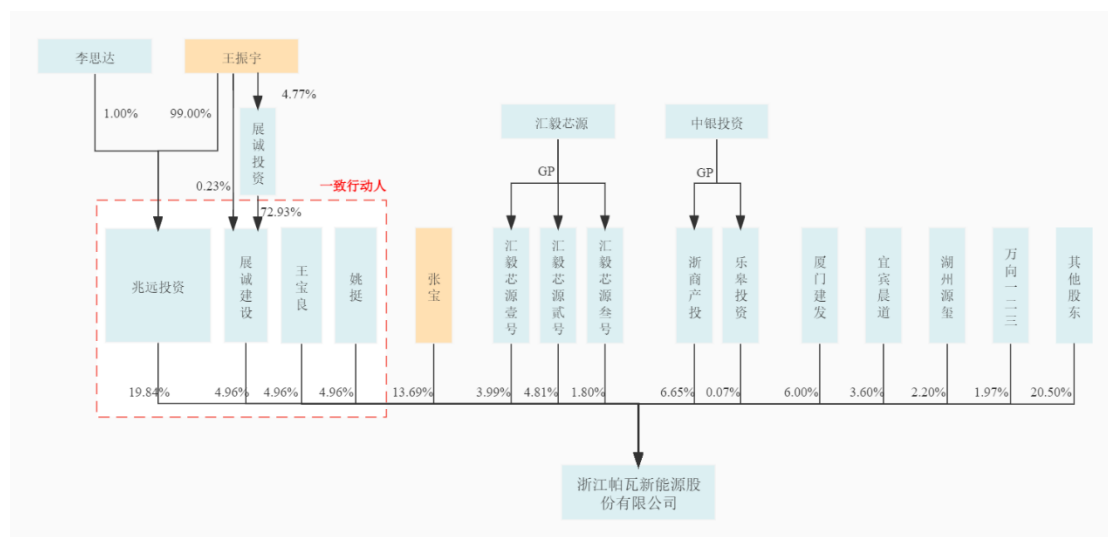 李思达
王振宇
4.77%
1.00%
99.00%
展诚投资
汇毅芯源
中银投资
GP
GP
0.23%
一致行动人
72.93%
兆远投资
展诚建设
王宝良
姚挺
张宝
汇毅芯源壹号
汇毅芯源贰号
汇毅芯源叁号
浙商产投
乐皋投资
厦门建发
宜宾晨道
湖州源玺
万向一二三
其他股东
19.84%
4.96%
4.96%
4.96%
13.69%
3.99%
4.81%
1.80%
6.65%
0.07%
6.00%
3.60%
2.20%
1.97%
20.50%
浙江帕瓦新能源股
份有限公司